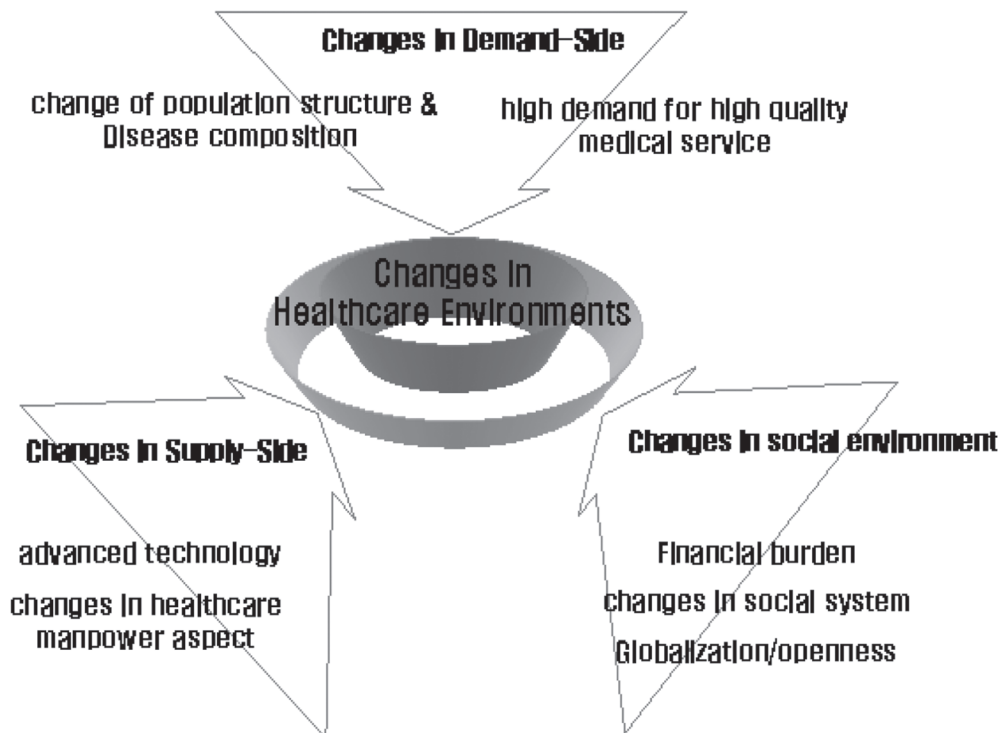 Changes in Demand-Side
change of population structure &
Disease composition
high demand for high quality
medical service
Changes in
Healthcare Environments
Changes in Supply-Side
advanced technology
changes in healthcare
manpower aspect
Changes in social environment
Financial burden
changes in social system
Globalization/openness